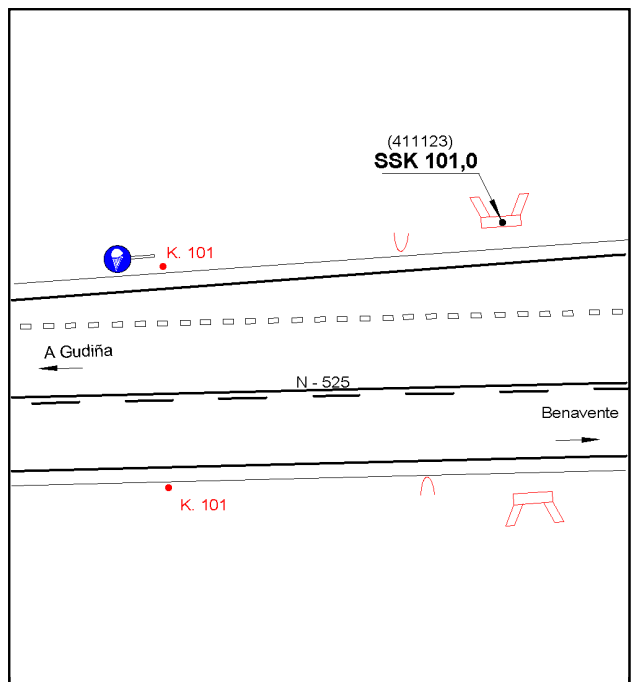 (411123)
SSK 101,0
K. 101
A Gudiña
N - 525
Benavente
K. 101